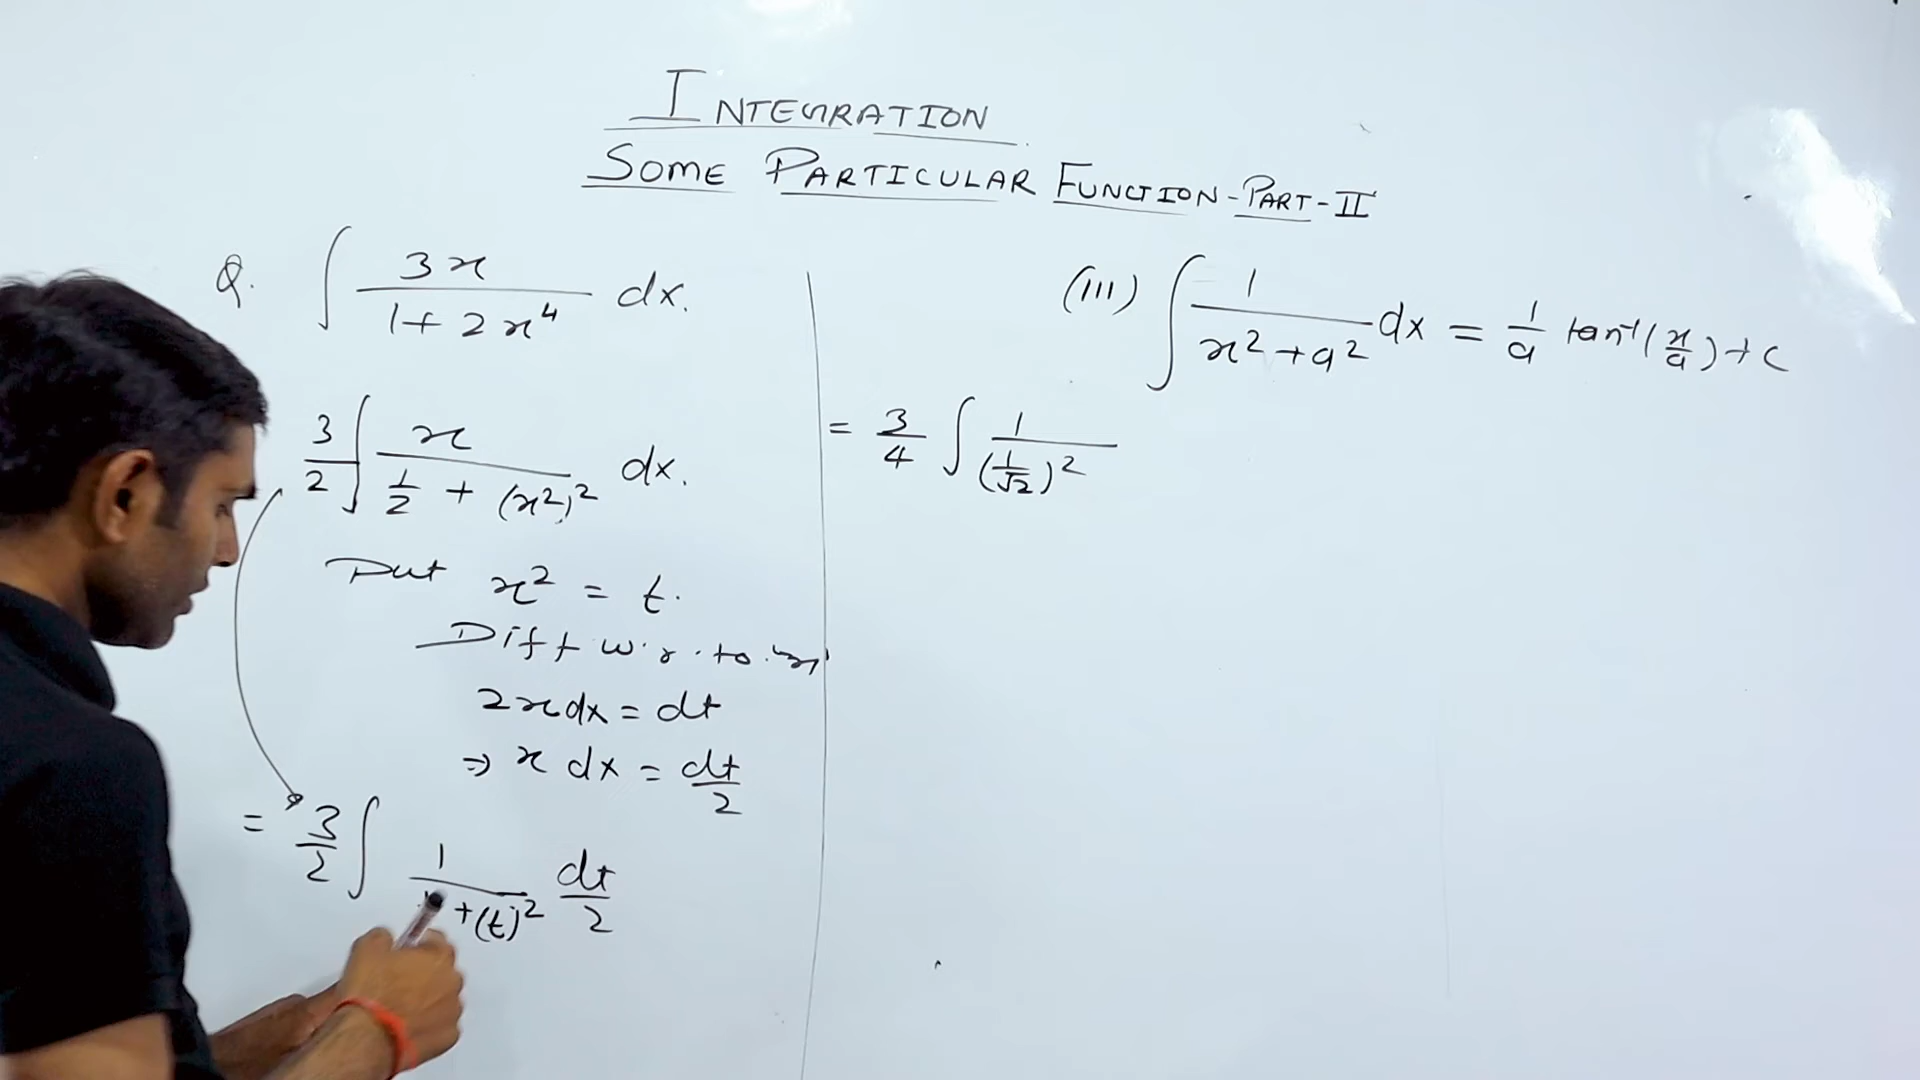 INTEGRATION
SOME PARTICULAR FUNCTION-PART-II
Q. ∫ 3x / (1+2x⁴) dx.
3/2 ∫ x / (1/2 + (x²)²) dx.
Put x² = t.
Diff w.r.to.'x'
2xdx = dt
⇒ x dx = dt/2
= 3/2 ∫ 1 / ( +(t)²) dt/2
(iii) ∫ 1 / (x²+a²) dx = 1/a tan⁻¹(x/a)+c
= 3/4 ∫ 1 / (1/√2)²